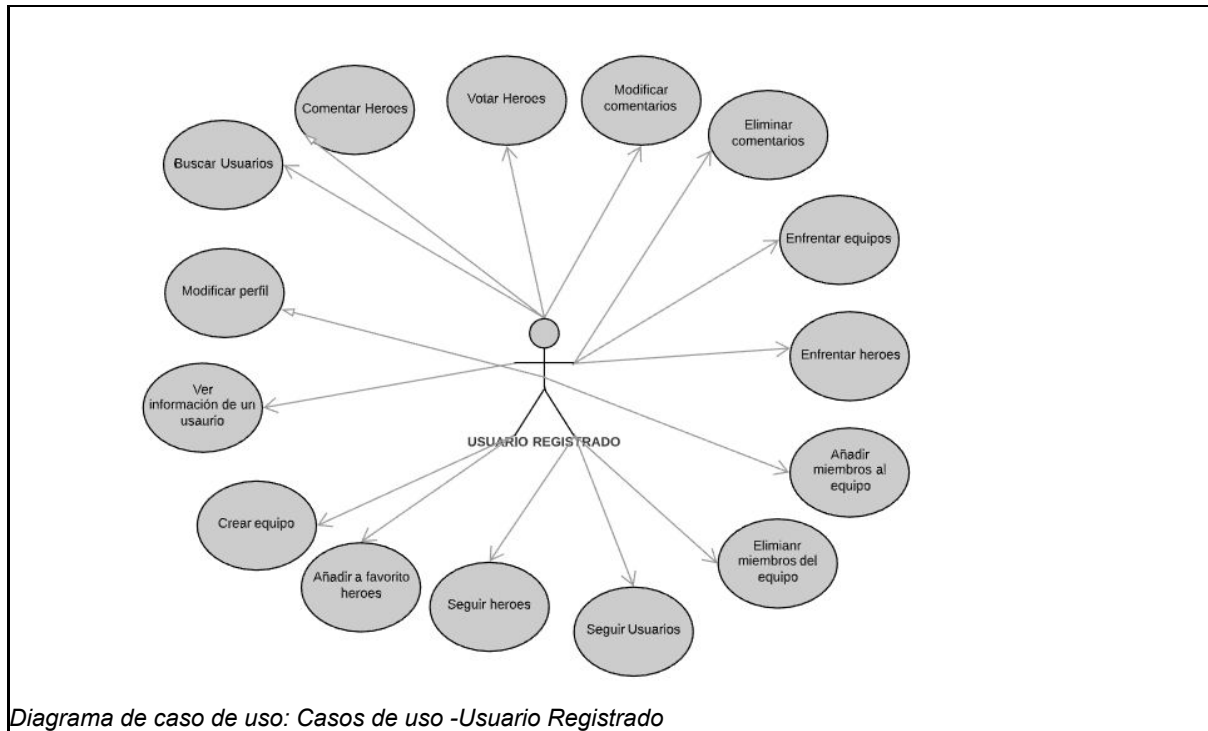 Comentar Heroes
Votar Heroes
Modificar
comentarios
Eliminar
comentarios
Buscar Usuarios
Enfrentar equipos
Modificar perfil
Enfrentar heroes
Ver
información de un
usaurio
USUARIO REGISTRADO
Añadir
miembros al
equipo
Crear equipo
Elimianr
miembros del
equipo
Añadir a favorito
heroes
Seguir heroes
Seguir Usuarios
Diagrama de caso de uso: Casos de uso -Usuario Registrado